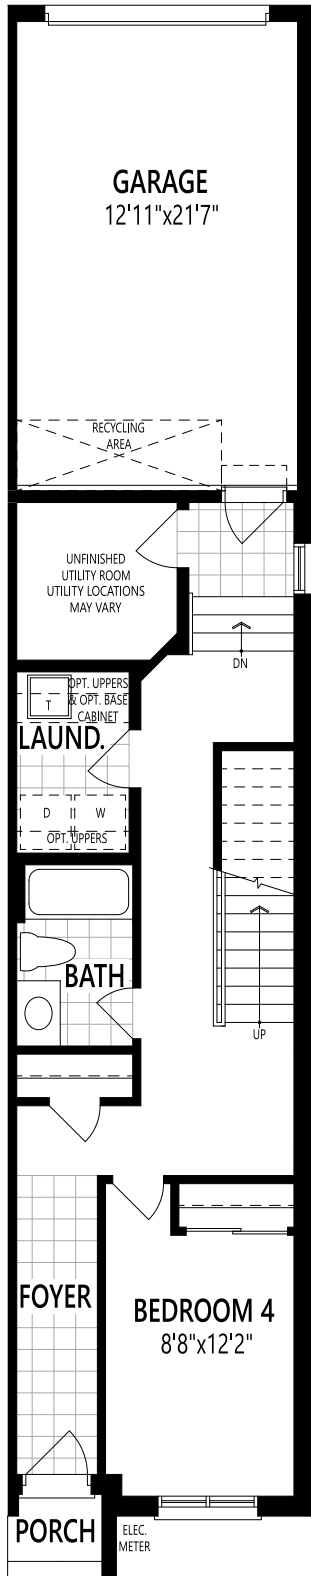 GARAGE
12'11"x21'7"
RECYCLING
AREA
UNFINISHED
UTILITY ROOM
UTILITY LOCATIONS
MAY VARY
DN
OPT. UPPERS
& OPT. BASE
CABINET
T
LAUND.
D W
OPT. UPPERS
BATH
UP
FOYER
BEDROOM 4
8'8"x12'2"
PORCH
ELEC.
METER